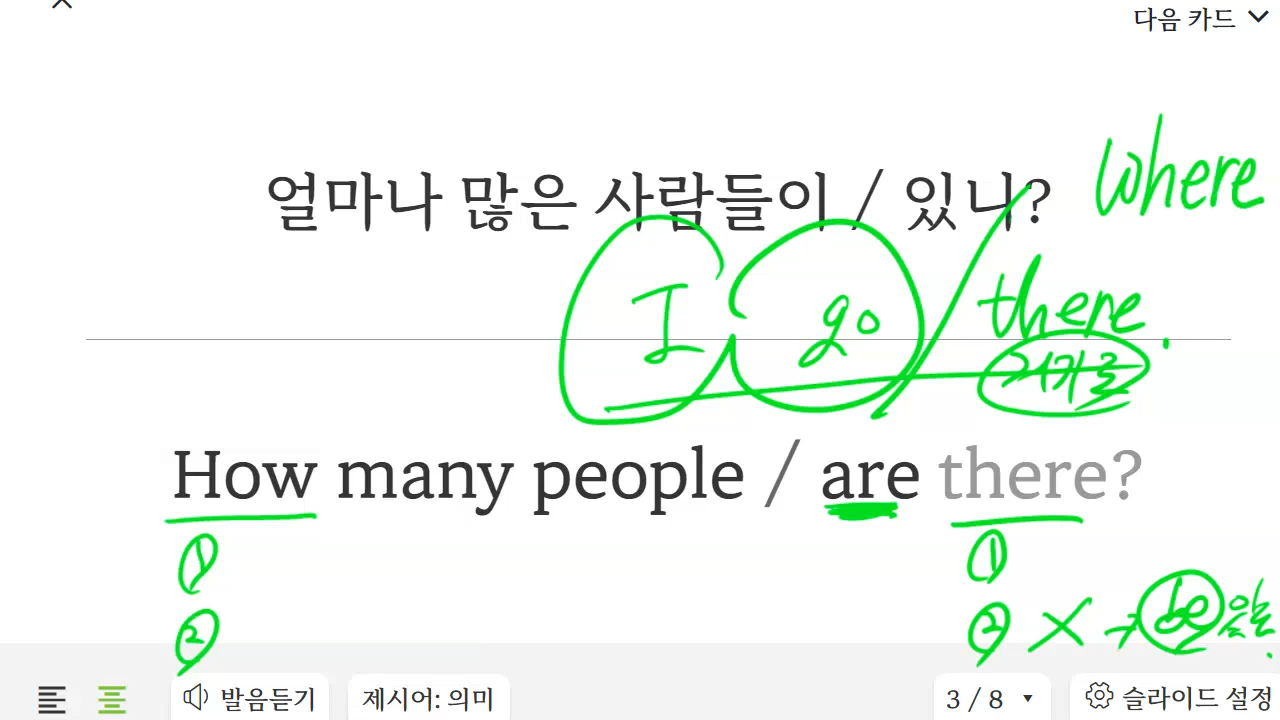 다음 카드
얼마나 많은 사람들이 / 있니?
where
I go there.
거기로
How many people / are there?
① ①
② ② X → be
발음듣기 제시어: 의미 3 / 8 슬라이드 설정